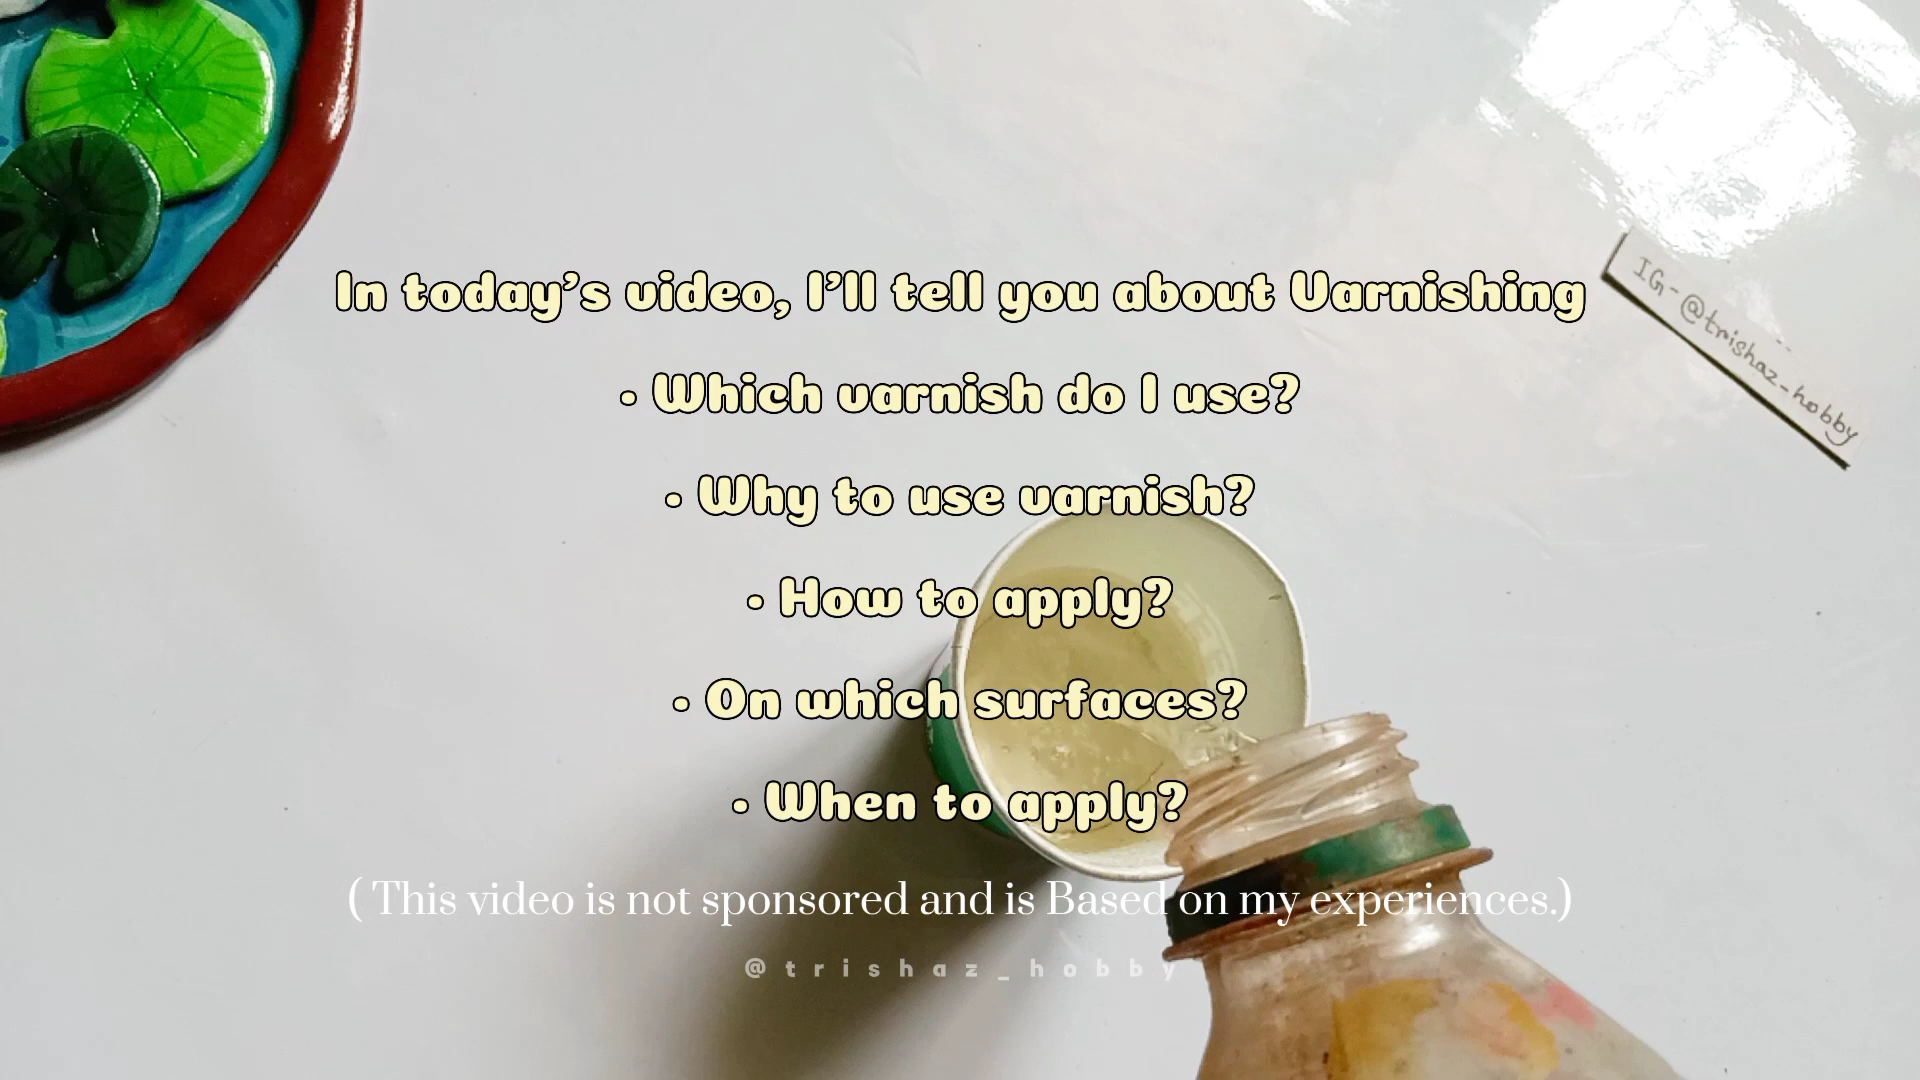 In today's video, I'll tell you about Varnishing
• Which varnish do I use?
• Why to use varnish?
• How to apply?
• On which surfaces?
• When to apply?
( This video is not sponsored and is Based on my experiences.)
@trishaz_hobby
IG-@trishaz_hobby